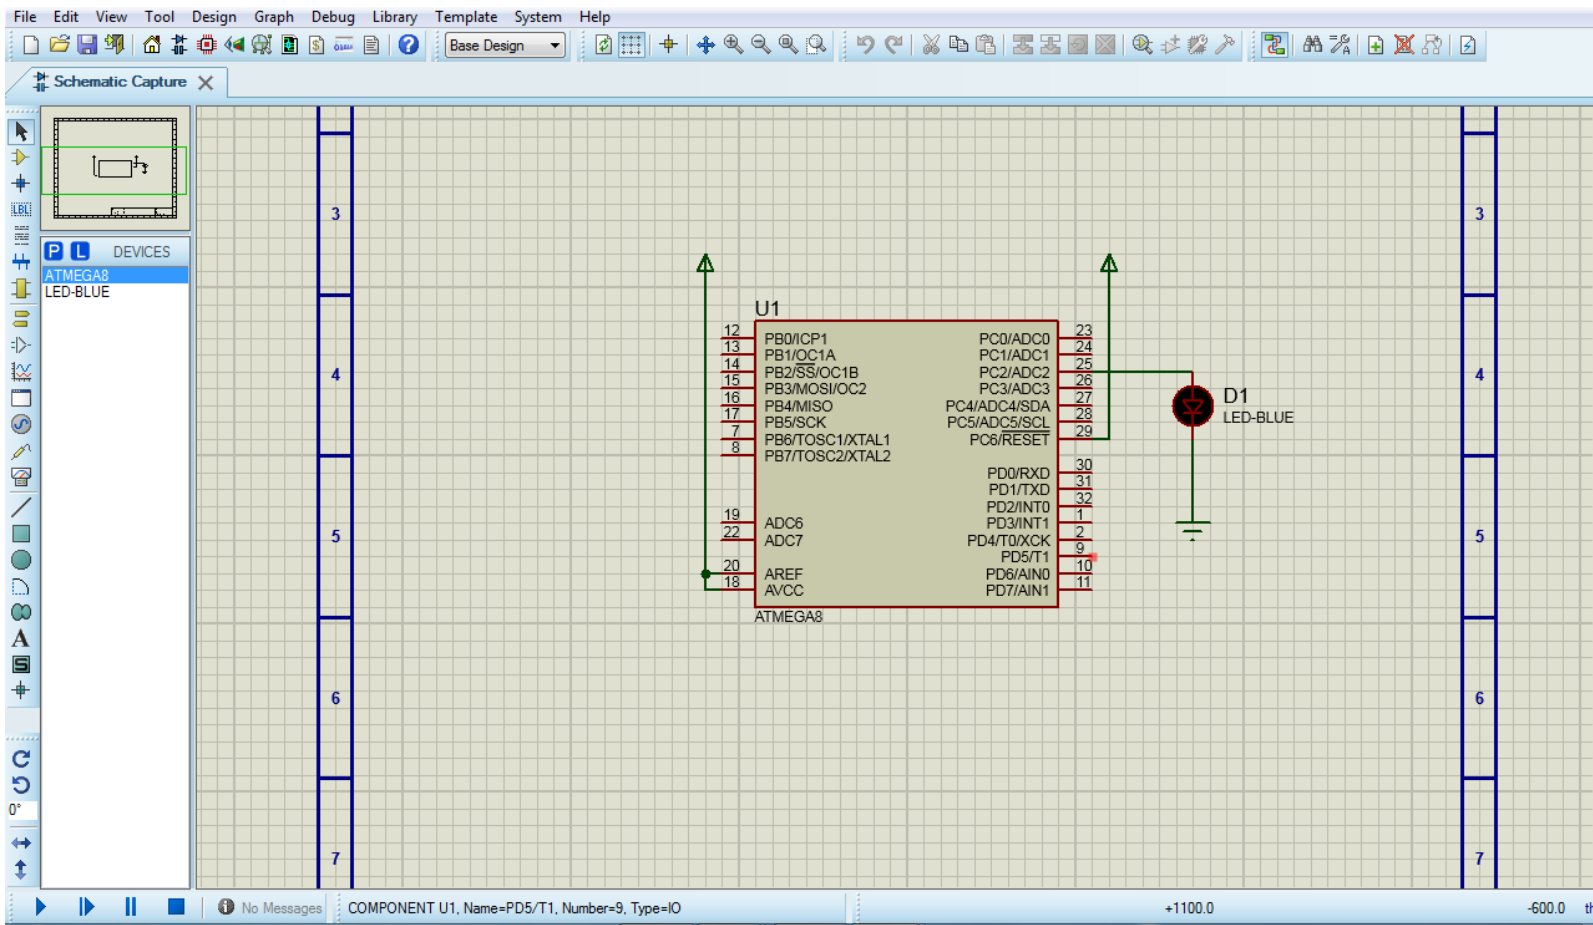 File Edit View Tool Design Graph Debug Library Template System Help
Base Design
Schematic Capture
LBL
P L DEVICES
ATMEGA8
LED-BLUE
A
S
0°
3
4
5
6
7
U1
12 PB0/ICP1
13 PB1/OC1A
14 PB2/SS/OC1B
15 PB3/MOSI/OC2
16 PB4/MISO
17 PB5/SCK
7 PB6/TOSC1/XTAL1
8 PB7/TOSC2/XTAL2
19 ADC6
22 ADC7
20 AREF
18 AVCC
PC0/ADC0 23
PC1/ADC1 24
PC2/ADC2 25
PC3/ADC3 26
PC4/ADC4/SDA 27
PC5/ADC5/SCL 28
PC6/RESET 29
PD0/RXD 30
PD1/TXD 31
PD2/INT0 32
PD3/INT1 1
PD4/T0/XCK 2
PD5/T1 9
PD6/AIN0 10
PD7/AIN1 11
ATMEGA8
D1
LED-BLUE
3
4
5
6
7
No Messages
COMPONENT U1, Name=PD5/T1, Number=9, Type=IO
+1100.0
-600.0